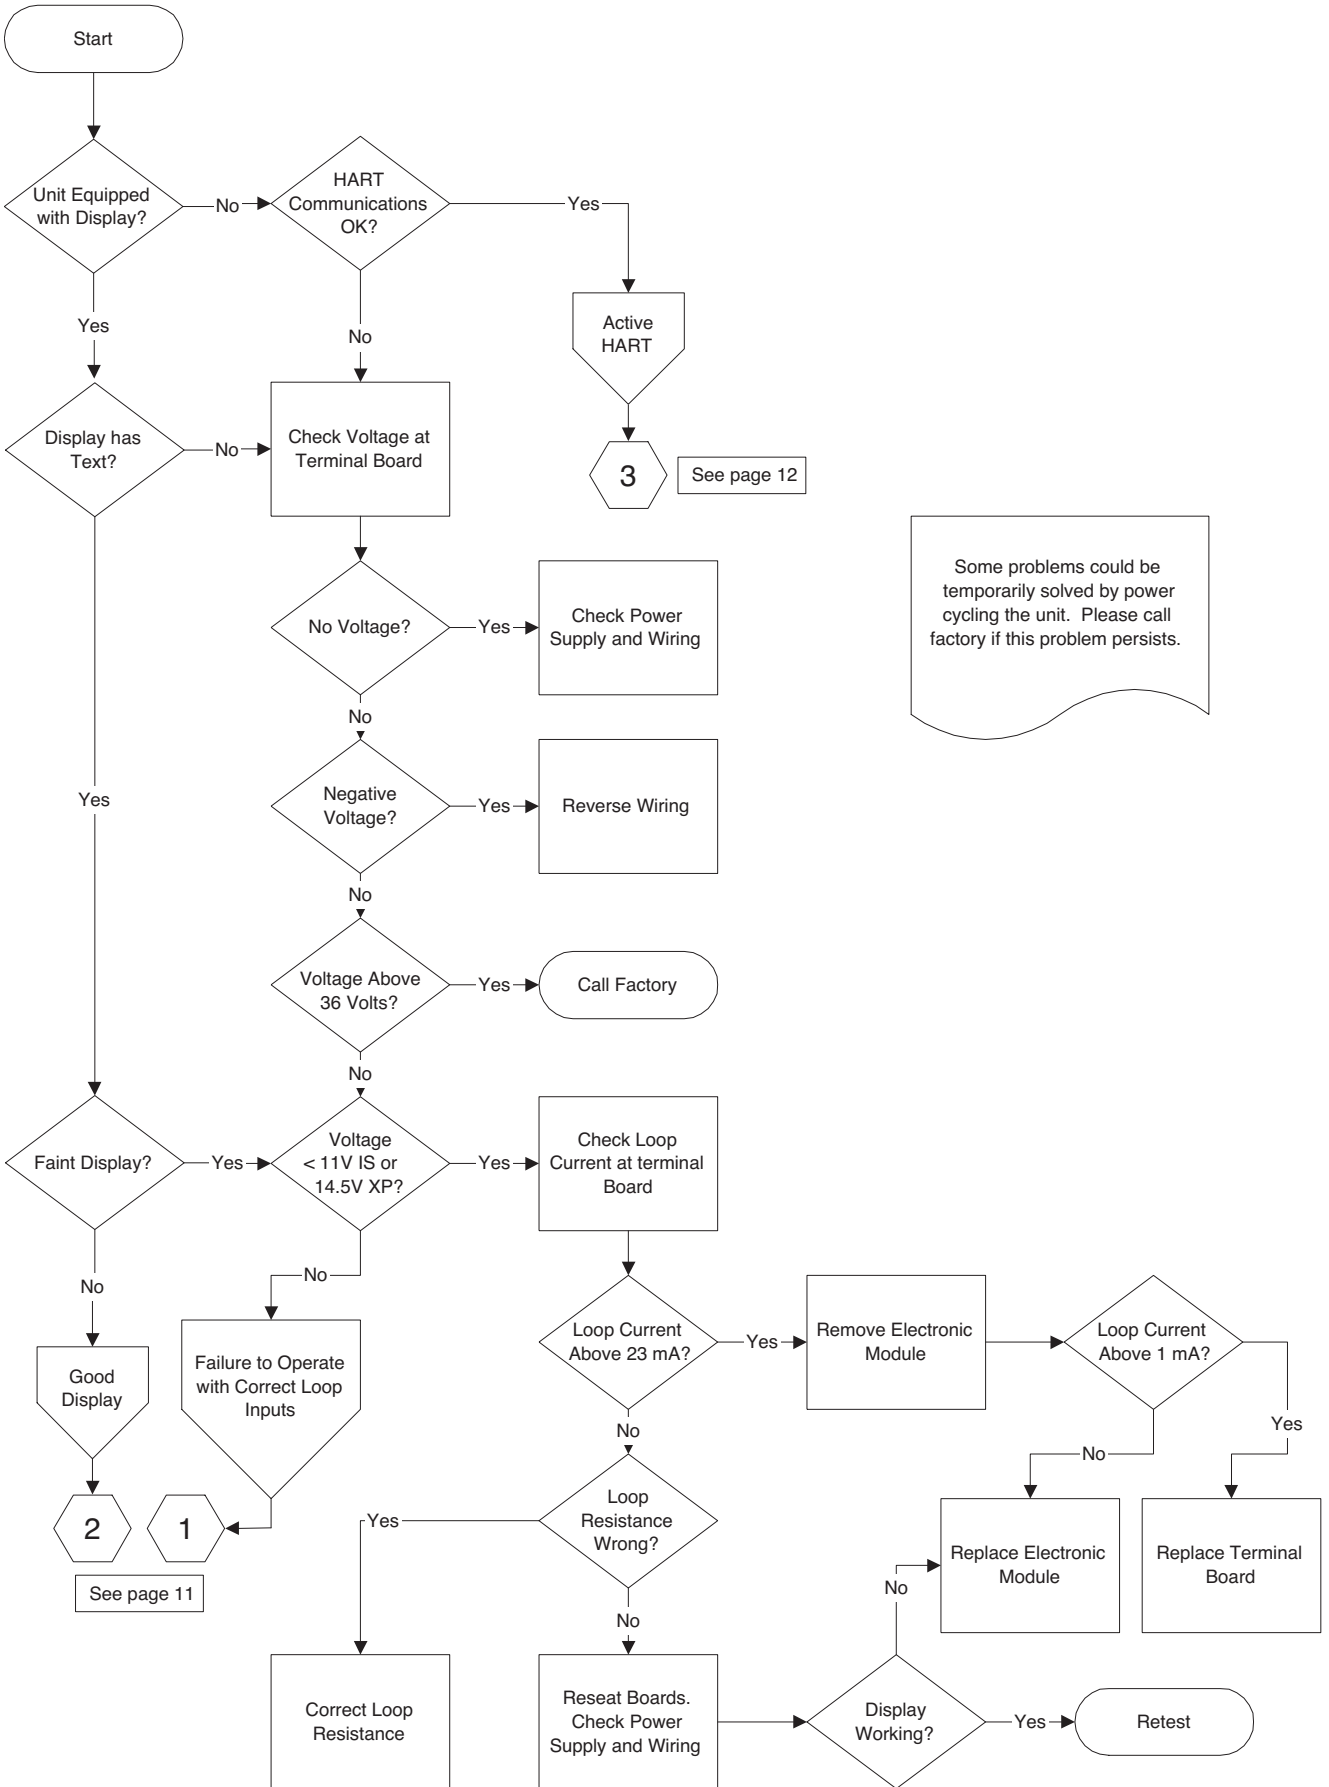 Start
Unit Equipped
with Display?
No
HART
Communications
OK?
Yes
Yes
No
Active
HART
Display has
Text?
No
Check Voltage at
Terminal Board
3
See page 12
Some problems could be
temporarily solved by power
cycling the unit. Please call
factory if this problem persists.
No Voltage?
Yes
Check Power
Supply and Wiring
No
Yes
Negative
Voltage?
Yes
Reverse Wiring
No
Voltage Above
36 Volts?
Yes
Call Factory
No
Faint Display?
Yes
Voltage
< 11V IS or
14.5V XP?
Yes
Check Loop
Current at terminal
Board
No
No
Good
Display
Failure to Operate
with Correct Loop
Inputs
Loop Current
Above 23 mA?
Yes
Remove Electronic
Module
Loop Current
Above 1 mA?
Yes
No
No
2
1
See page 11
Yes
Loop
Resistance
Wrong?
Replace Electronic
Module
Replace Terminal
Board
No
No
Correct Loop
Resistance
Reseat Boards.
Check Power
Supply and Wiring
Display
Working?
Yes
Retest